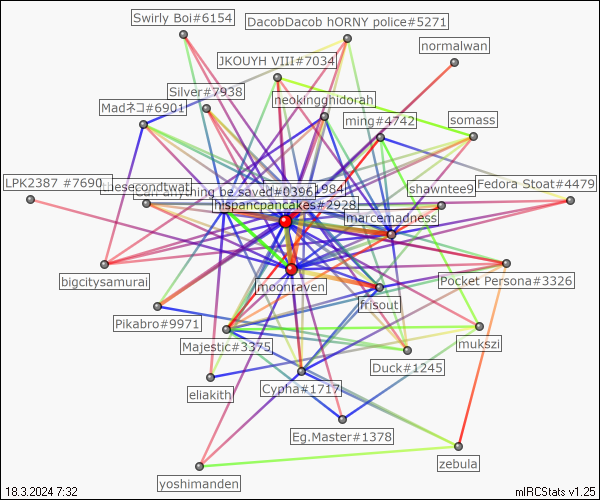 Swirly Boi#6154
DacobDacob hORNY police#5271
normalwan
JKOUYH VIII#7034
Silver#7938
neokingghidorah
Madネコ#6901
ming#4742
somass
LPK2387 #7690
thesecondtwat
Can anything be saved#0396
1984
shawntee9
Fedora Stoat#4479
hispancpancakes#2928
marcemadness
bigcitysamurai
moonraven
Pocket Persona#3326
frisout
Pikabro#9971
Majestic#3375
mukszi
Duck#1245
eliakith
Cypha#1717
Eg.Master#1378
zebula
yoshimanden
18.3.2024 7:32
mIRCStats v1.25